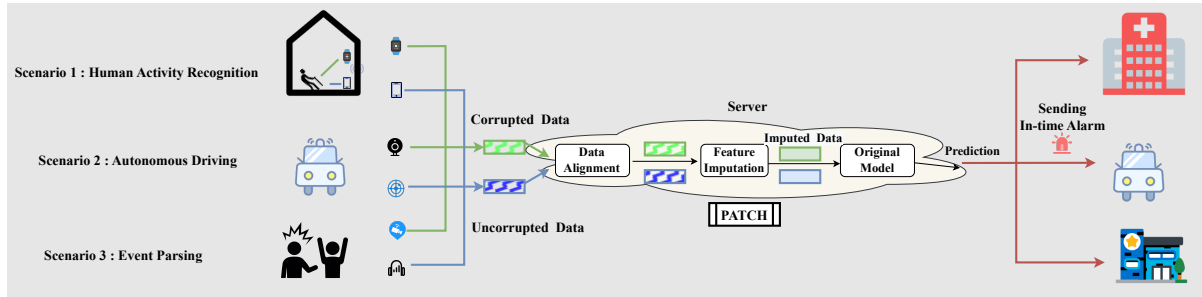 Scenario 1 : Human Activity Recognition
Scenario 2 : Autonomous Driving
Scenario 3 : Event Parsing
Corrupted Data
Uncorrupted Data
Server
Data
Alignment
Feature
Imputation
Imputed Data
Original
Model
Prediction
PATCH
Sending
In-time Alarm